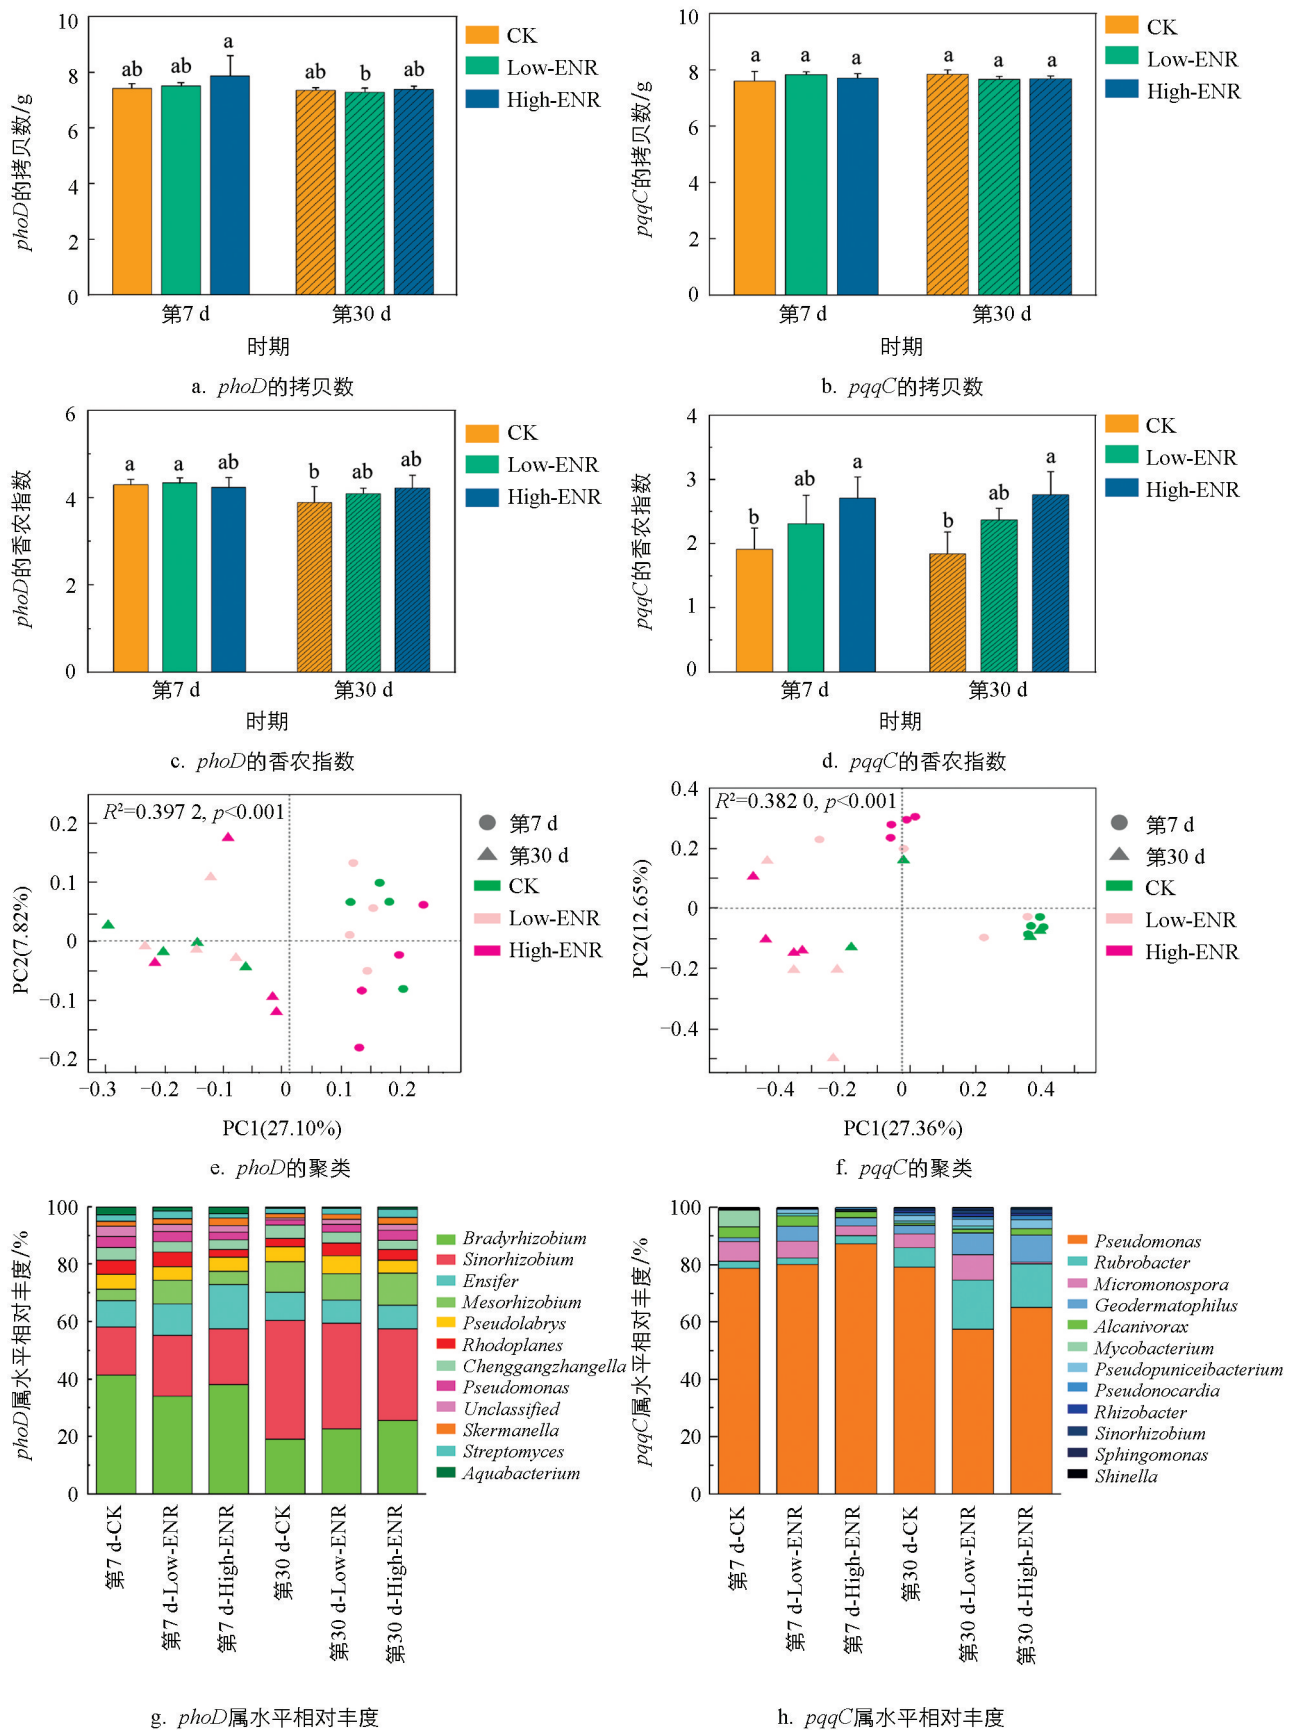 10
8
6
4
2
0
phoD的拷贝数/g
ab
ab
a
ab
b
ab
CK
Low-ENR
High-ENR
第7 d
第30 d
时期
a. phoD的拷贝数
10
8
6
4
2
0
pqqC的拷贝数/g
a
a
a
a
a
a
CK
Low-ENR
High-ENR
第7 d
第30 d
时期
b. pqqC的拷贝数
6
4
2
0
phoD的香农指数
a
a
ab
b
ab
ab
CK
Low-ENR
High-ENR
第7 d
第30 d
时期
c. phoD的香农指数
4
3
2
1
0
pqqC的香农指数
b
ab
a
b
ab
a
CK
Low-ENR
High-ENR
第7 d
第30 d
时期
d. pqqC的香农指数
R²=0.397 2, p<0.001
0.2
0.1
0
−0.1
−0.2
PC2(7.82%)
−0.3
−0.2
−0.1
0
0.1
0.2
PC1(27.10%)
第7 d
第30 d
CK
Low-ENR
High-ENR
e. phoD的聚类
R²=0.382 0, p<0.001
0.4
0.2
0
−0.2
−0.4
PC2(12.65%)
−0.4
−0.2
0
0.2
0.4
PC1(27.36%)
第7 d
第30 d
CK
Low-ENR
High-ENR
f. pqqC的聚类
100
80
60
40
20
0
phoD属水平相对丰度/%
Bradyrhizobium
Sinorhizobium
Ensifer
Mesorhizobium
Pseudolabrys
Rhodoplanes
Chenggangzhangella
Pseudomonas
Unclassified
Skermanella
Streptomyces
Aquabacterium
第7 d-CK
第7 d-Low-ENR
第7 d-High-ENR
第30 d-CK
第30 d-Low-ENR
第30 d-High-ENR
g. phoD属水平相对丰度
100
80
60
40
20
0
pqqC属水平相对丰度/%
Pseudomonas
Rubrobacter
Micromonospora
Geodermatophilus
Alcanivorax
Mycobacterium
Pseudopuniceibacterium
Pseudonocardia
Rhizobacter
Sinorhizobium
Sphingomonas
Shinella
第7 d-CK
第7 d-Low-ENR
第7 d-High-ENR
第30 d-CK
第30 d-Low-ENR
第30 d-High-ENR
h. pqqC属水平相对丰度